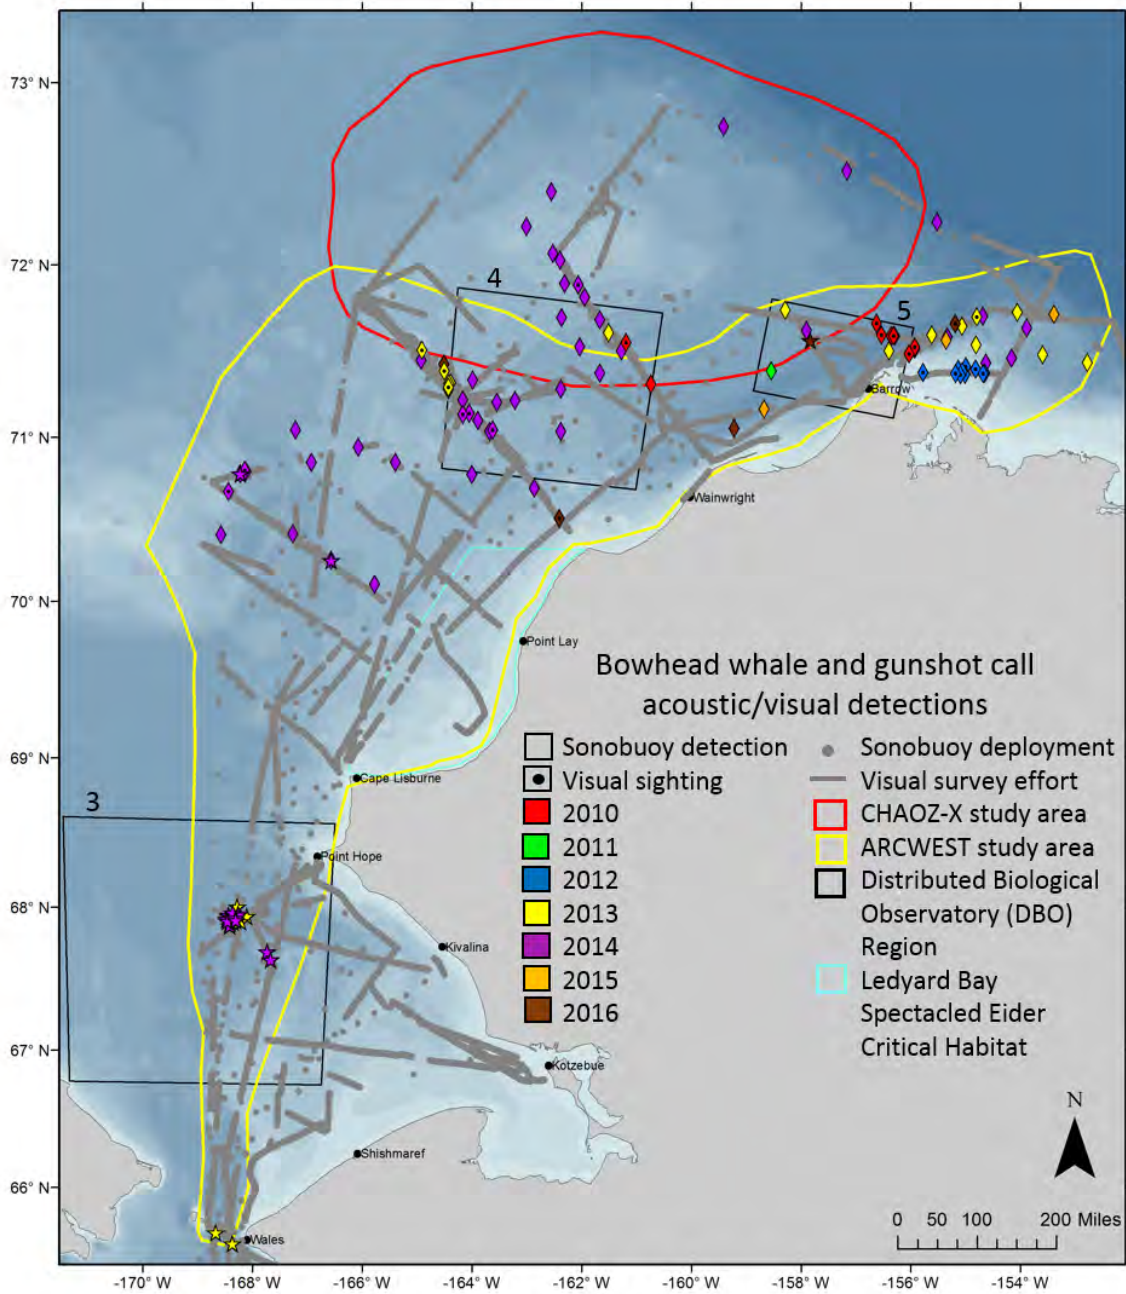 73° N
72° N
71° N
70° N
69° N
68° N
67° N
66° N
4
5
3
Barrow
Wainwright
Point Lay
Cape Lisburne
Point Hope
Kivalina
Kotzebue
Shishmaref
Wales
Bowhead whale and gunshot call
acoustic/visual detections
Sonobuoy detection
Visual sighting
2010
2011
2012
2013
2014
2015
2016
Sonobuoy deployment
Visual survey effort
CHAOZ-X study area
ARCWEST study area
Distributed Biological
Observatory (DBO)
Region
Ledyard Bay
Spectacled Eider
Critical Habitat
N
0 50 100 200 Miles
-170° W -168° W -166° W -164° W -162° W -160° W -158° W -156° W -154° W